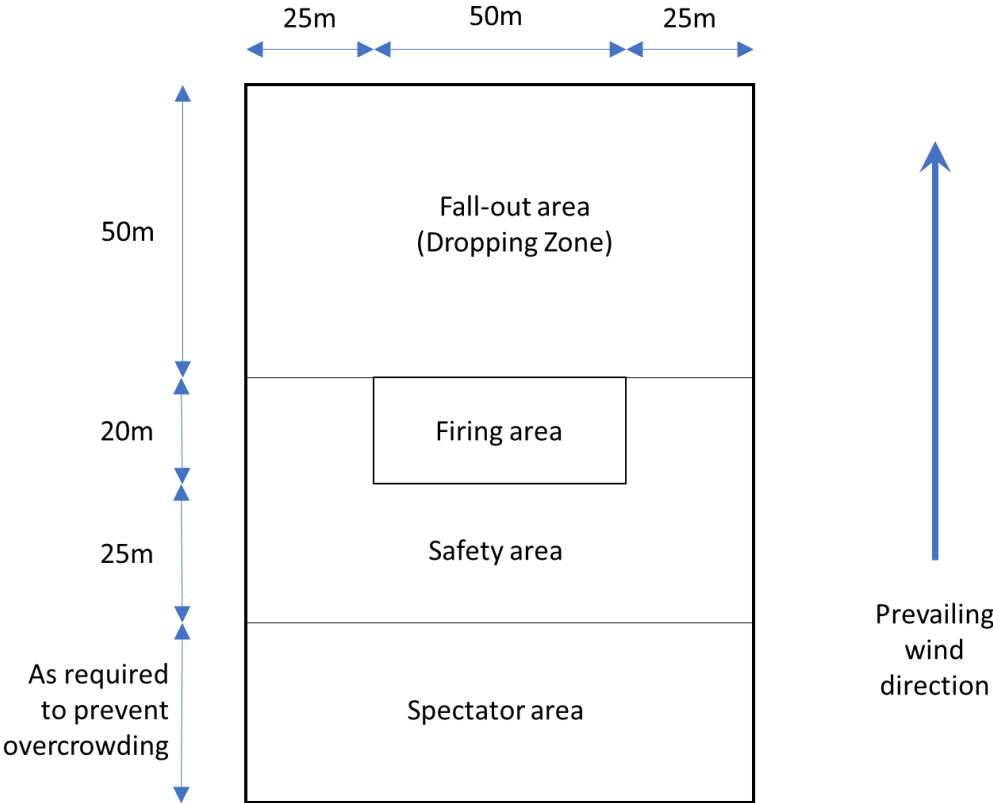 25m
50m
25m
50m
Fall-out area
(Dropping Zone)
20m
Firing area
25m
Safety area
Prevailing
wind
direction
As required
to prevent
overcrowding
Spectator area